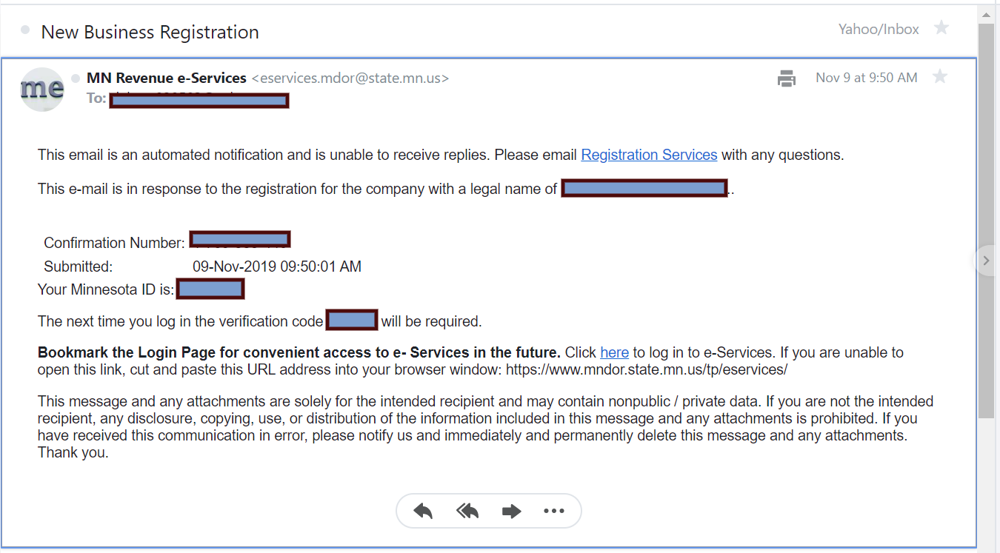 New Business Registration
Yahoo/Inbox
me
MN Revenue e-Services <eservices.mdor@state.mn.us>
Nov 9 at 9:50 AM
To:
This email is an automated notification and is unable to receive replies. Please email Registration Services with any questions.
This e-mail is in response to the registration for the company with a legal name of ..
Confirmation Number:
Submitted: 09-Nov-2019 09:50:01 AM
Your Minnesota ID is:
The next time you log in the verification code will be required.
Bookmark the Login Page for convenient access to e- Services in the future. Click here to log in to e-Services. If you are unable to
open this link, cut and paste this URL address into your browser window: https://www.mndor.state.mn.us/tp/eservices/
This message and any attachments are solely for the intended recipient and may contain nonpublic / private data. If you are not the intended
recipient, any disclosure, copying, use, or distribution of the information included in this message and any attachments is prohibited. If you
have received this communication in error, please notify us and immediately and permanently delete this message and any attachments.
Thank you.